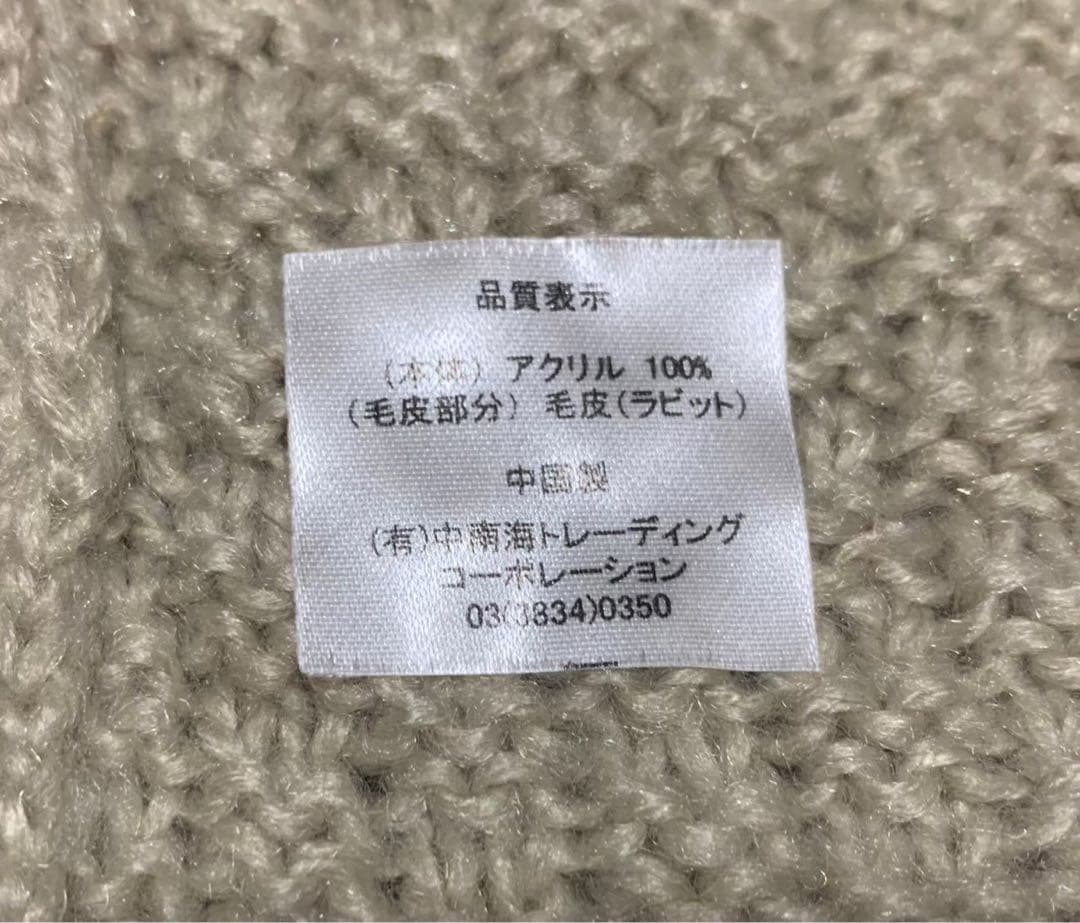 品質表示
(本体) アクリル 100%
(毛皮部分) 毛皮(ラビット)
中国製
(有)中南海トレーディング
コーポレーション
03(3834)0350